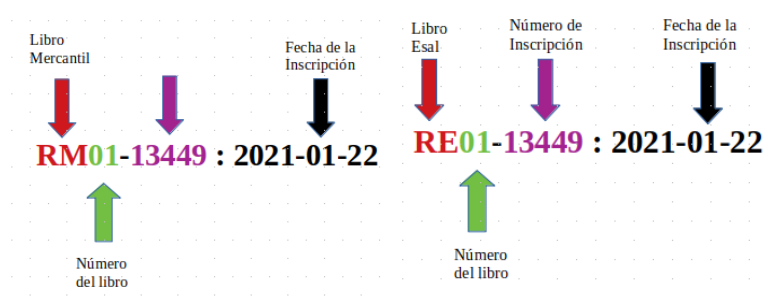 Libro
Mercantil
Fecha de la
Inscripción
RM01-13449 : 2021-01-22
Número
del libro
Libro
Esal
Número de
Inscripción
Fecha de la
Inscripción
RE01-13449 : 2021-01-22
Número
del libro